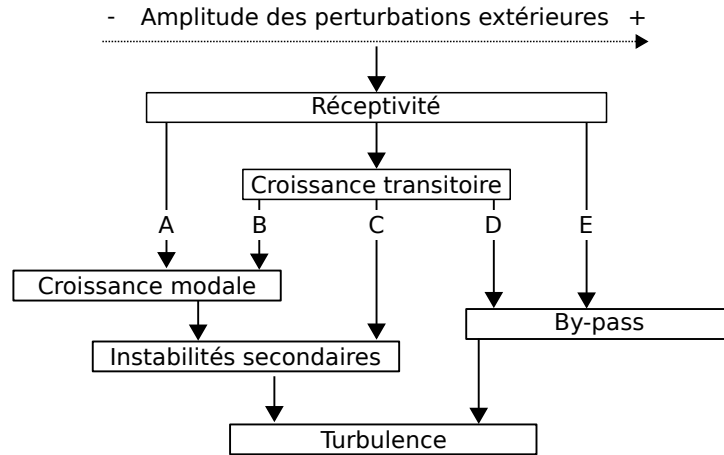 - Amplitude des perturbations extérieures +
Réceptivité
Croissance transitoire
A B C D E
Croissance modale
By-pass
Instabilités secondaires
Turbulence